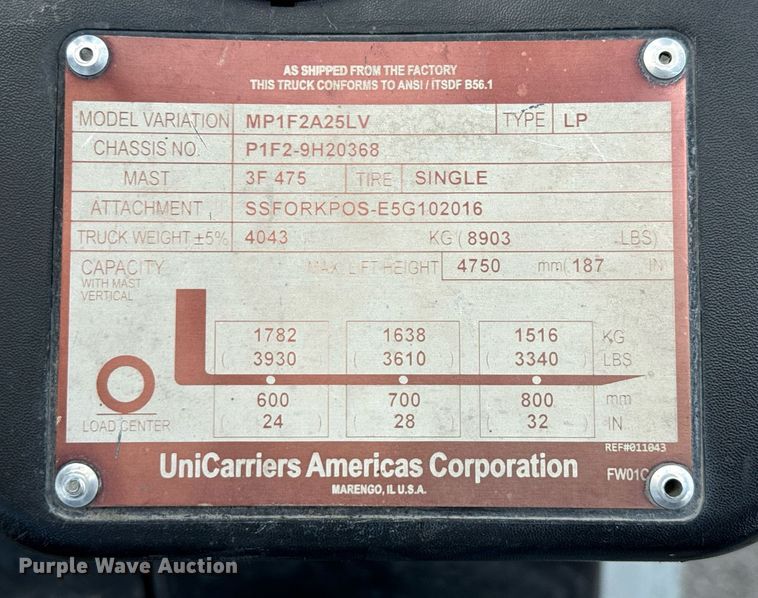 AS SHIPPED FROM THE FACTORY
THIS TRUCK CONFORMS TO ANSI / ITSDF B56.1
MODEL VARIATION MP1F2A25LV TYPE LP
CHASSIS NO. P1F2-9H20368
MAST 3F 475 TIRE SINGLE
ATTACHMENT SSFORKPOS-E5G102016
TRUCK WEIGHT ±5% 4043 KG ( 8903 LBS)
CAPACITY MAX. LIFT HEIGHT 4750 mm ( 187 IN
WITH MAST
VERTICAL
1782 1638 1516 KG
( 3930 ) ( 3610 ) ( 3340 ) LBS
600 700 800 mm
( 24 ) ( 28 ) ( 32 ) IN
LOAD CENTER
REF#011043
UniCarriers Americas Corporation FW01C
MARENGO, IL U.S.A.
Purple Wave Auction